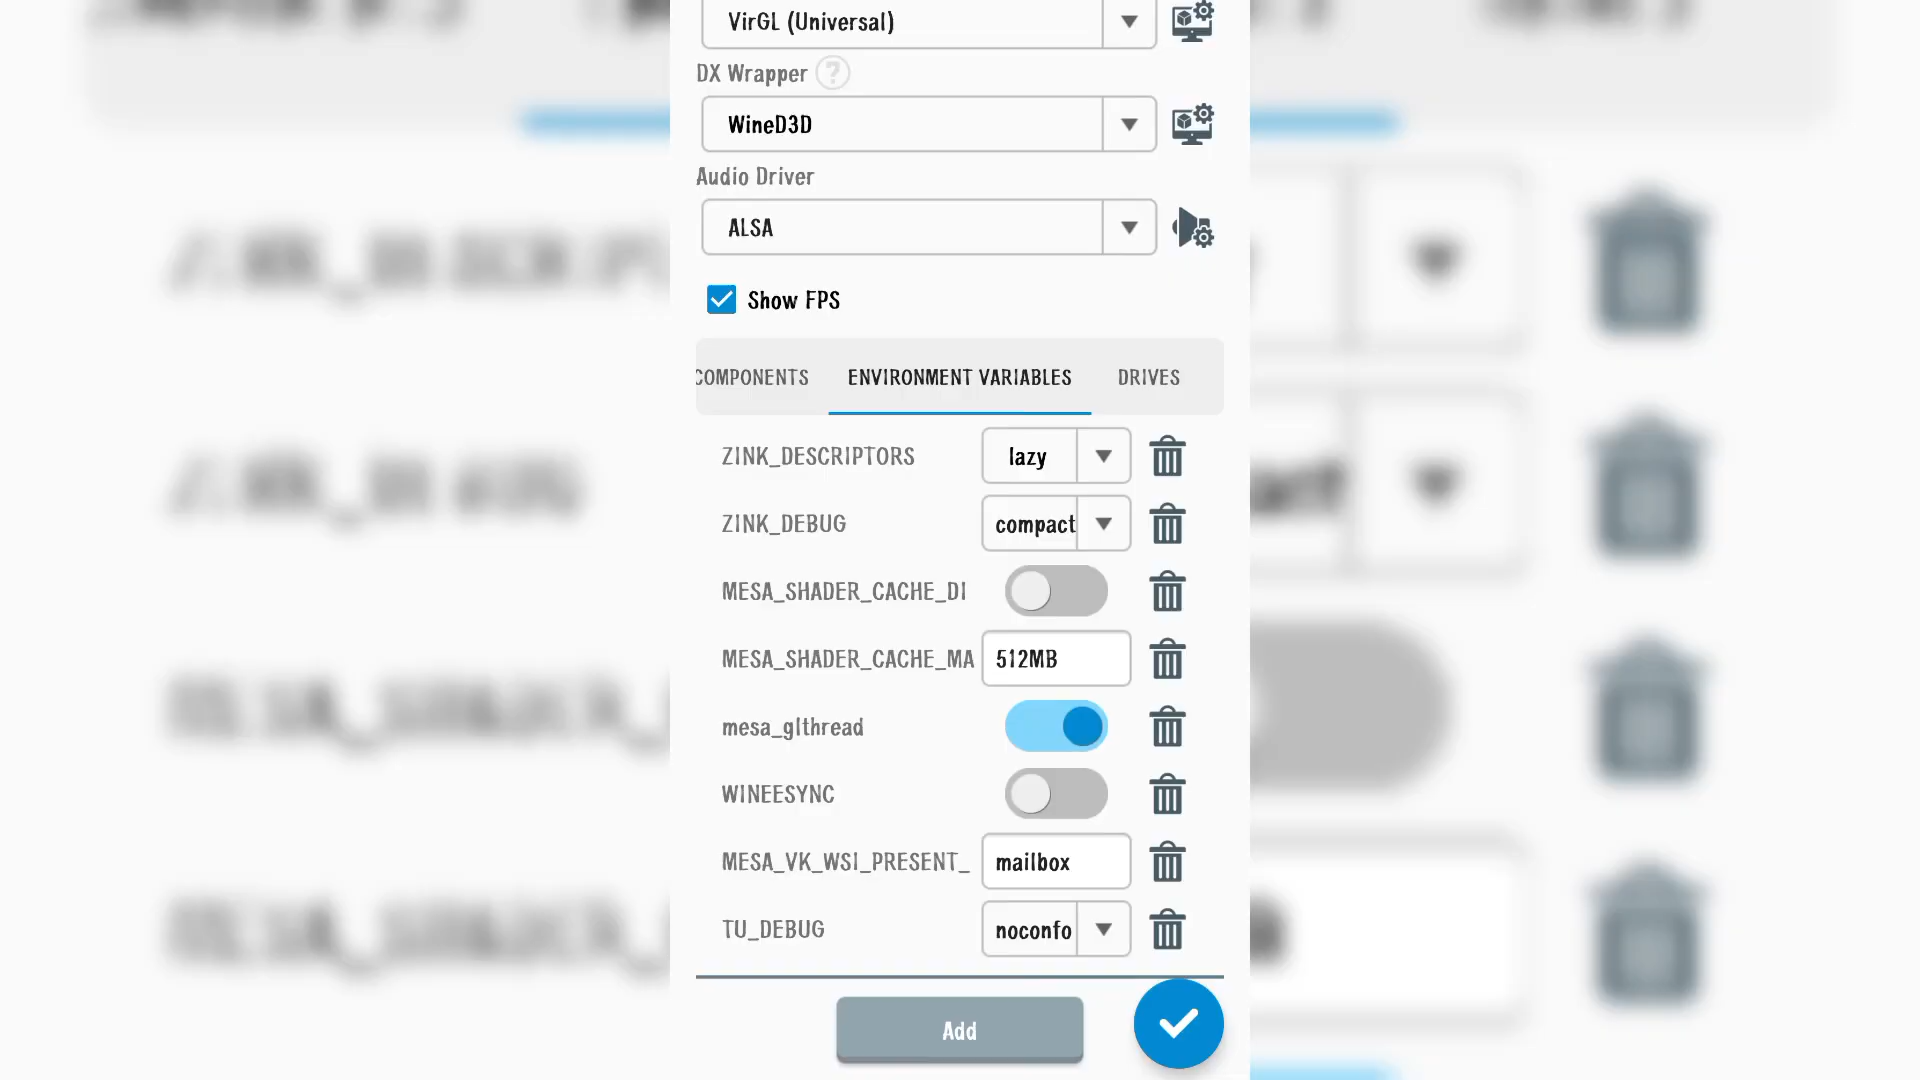 VirGL (Universal)
DX Wrapper ?
WineD3D
Audio Driver
ALSA
Show FPS
COMPONENTS ENVIRONMENT VARIABLES DRIVES
ZINK_DESCRIPTORS lazy
ZINK_DEBUG compact
MESA_SHADER_CACHE_DI
MESA_SHADER_CACHE_MA 512MB
mesa_glthread
WINEESYNC
MESA_VK_WSI_PRESENT_ mailbox
TU_DEBUG noconfo
Add